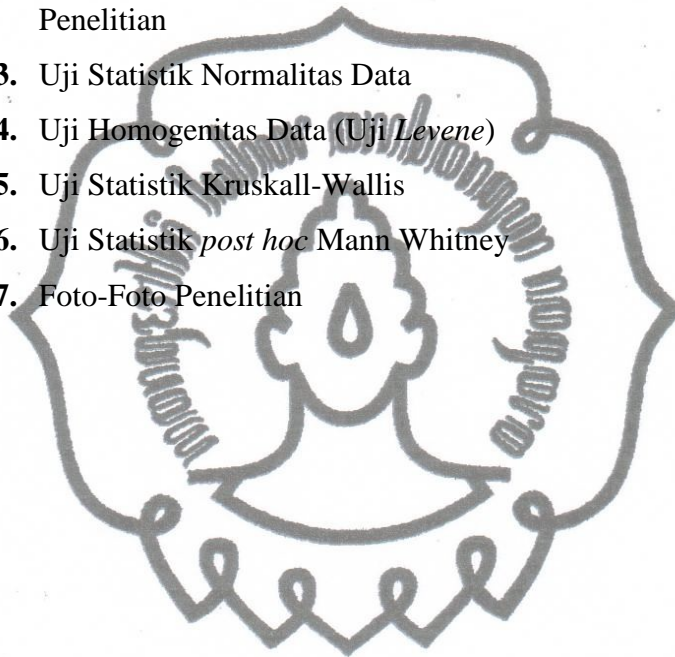 Penelitian
3. Uji Statistik Normalitas Data
4. Uji Homogenitas Data (Uji Levene)
5. Uji Statistik Kruskall-Wallis
6. Uji Statistik post hoc Mann Whitney
7. Foto-Foto Penelitian